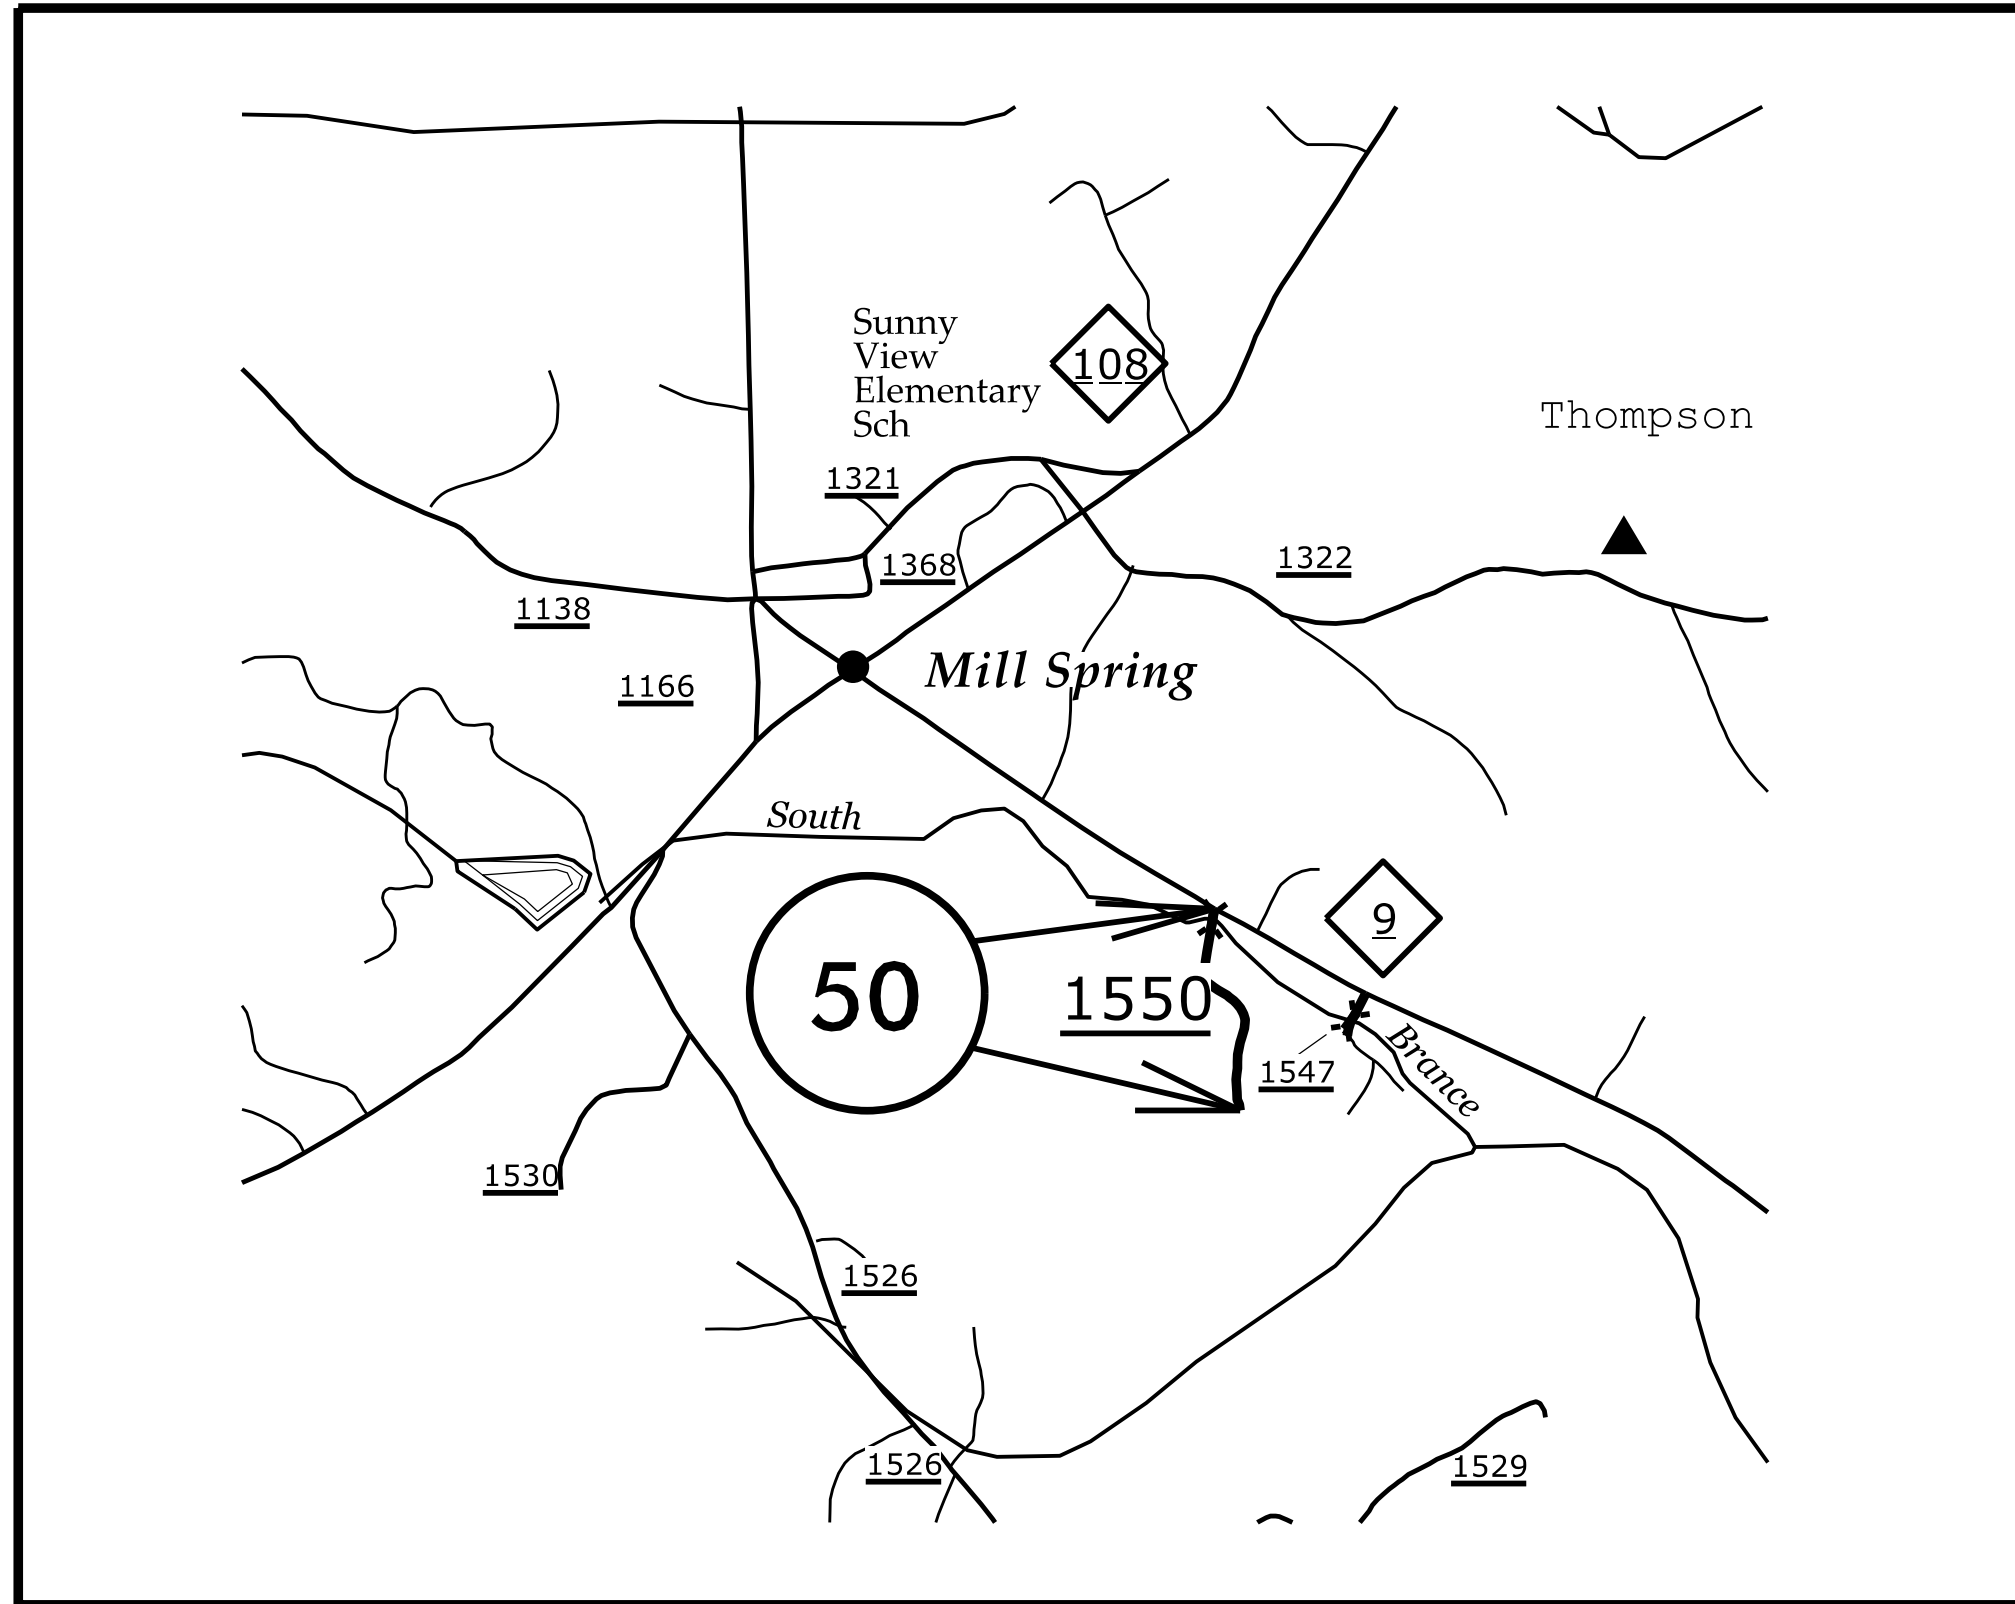 Sunny
View
Elementary
Sch
108
Thompson
1321
1368
1322
1138
1166
Mill Spring
South
9
50
1550
1547
Brance
1530
1526
1526
1529